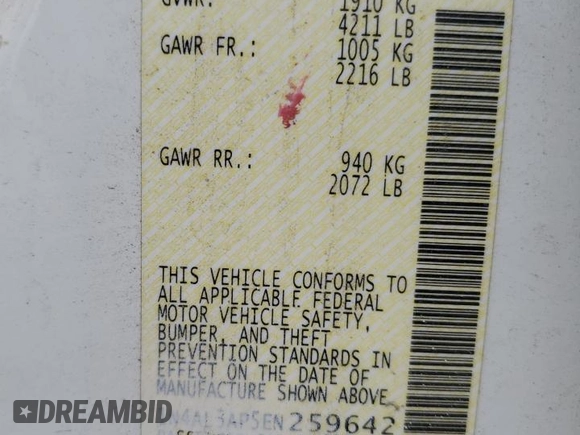 GVWR: 1910 KG
4211 LB
GAWR FR.: 1005 KG
2216 LB
GAWR RR.: 940 KG
2072 LB
THIS VEHICLE CONFORMS TO
ALL APPLICABLE FEDERAL
MOTOR VEHICLE SAFETY,
BUMPER, AND THEFT
PREVENTION STANDARDS IN
EFFECT ON THE DATE OF
MANUFACTURE SHOWN ABOVE
1N4AL3AP5EN259642
DREAMBID